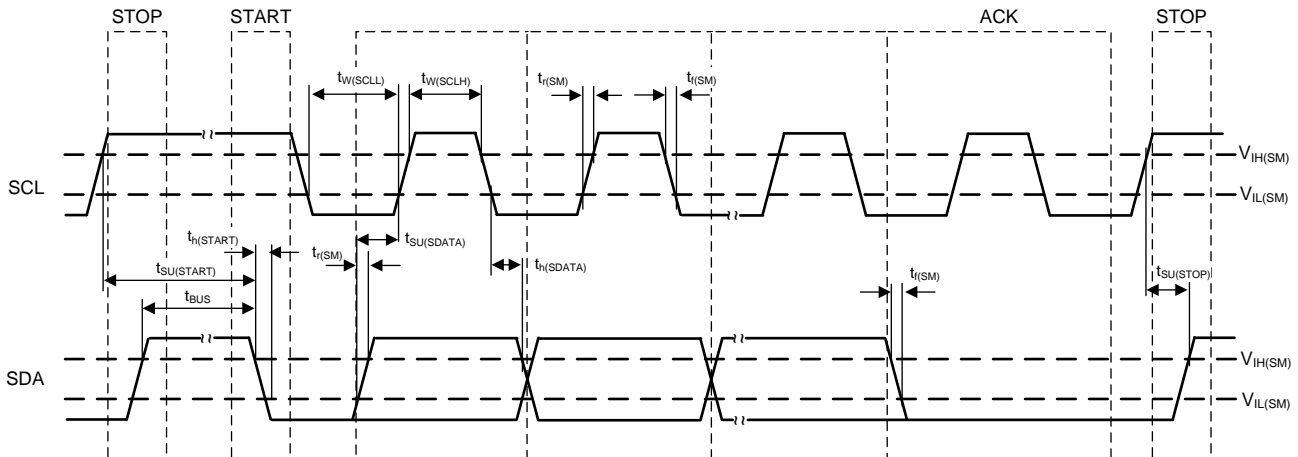 STOP START ACK STOP
tW(SCLL) tW(SCLH) tr(SM) tf(SM)
VIH(SM)
SCL
VIL(SM)
th(START) tr(SM) tSU(SDATA)
tSU(START) th(SDATA) tf(SM) tSU(STOP)
tBUS
VIH(SM)
SDA
VIL(SM)